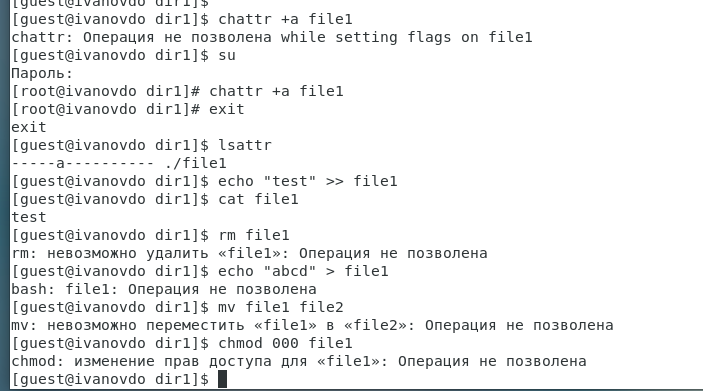 [guest@ivanovdo dir1]$
[guest@ivanovdo dir1]$ chattr +a file1
chattr: Операция не позволена while setting flags on file1
[guest@ivanovdo dir1]$ su
Пароль:
[root@ivanovdo dir1]# chattr +a file1
[root@ivanovdo dir1]# exit
exit
[guest@ivanovdo dir1]$ lsattr
-----a---------- ./file1
[guest@ivanovdo dir1]$ echo "test" >> file1
[guest@ivanovdo dir1]$ cat file1
test
[guest@ivanovdo dir1]$ rm file1
rm: невозможно удалить «file1»: Операция не позволена
[guest@ivanovdo dir1]$ echo "abcd" > file1
bash: file1: Операция не позволена
[guest@ivanovdo dir1]$ mv file1 file2
mv: невозможно переместить «file1» в «file2»: Операция не позволена
[guest@ivanovdo dir1]$ chmod 000 file1
chmod: изменение прав доступа для «file1»: Операция не позволена
[guest@ivanovdo dir1]$